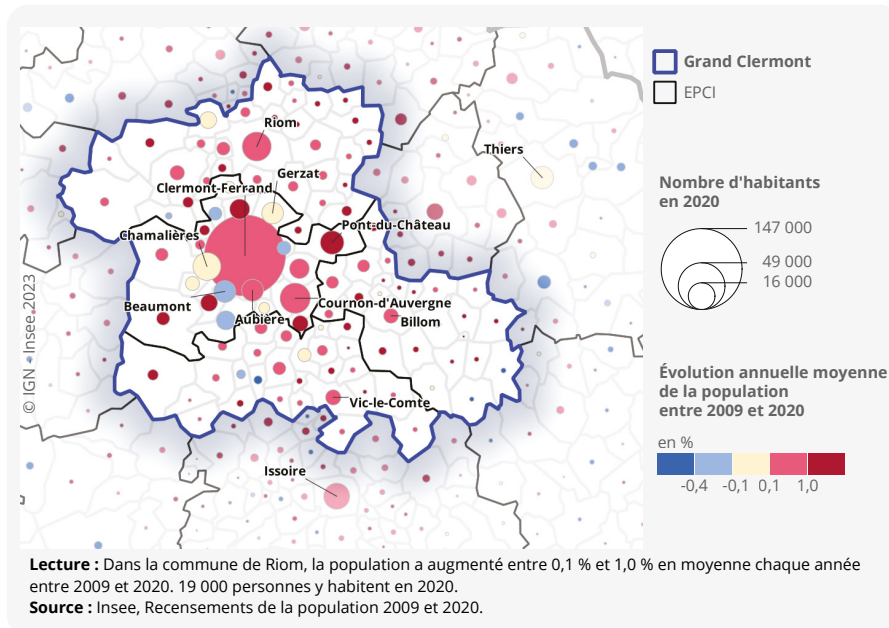 Grand Clermont
EPCI
Riom
Thiers
Gerzat
Clermont-Ferrand
Nombre d'habitants
en 2020
Pont-du-Château
147 000
Chamalières
49 000
16 000
Beaumont
Cournon-d'Auvergne
Aubière
Billom
Évolution annuelle moyenne
de la population
entre 2009 et 2020
Vic-le-Comte
en %
-0,4 -0,1 0,1 1,0
Issoire
© IGN - Insee 2023
Lecture : Dans la commune de Riom, la population a augmenté entre 0,1 % et 1,0 % en moyenne chaque année
entre 2009 et 2020. 19 000 personnes y habitent en 2020.
Source : Insee, Recensements de la population 2009 et 2020.